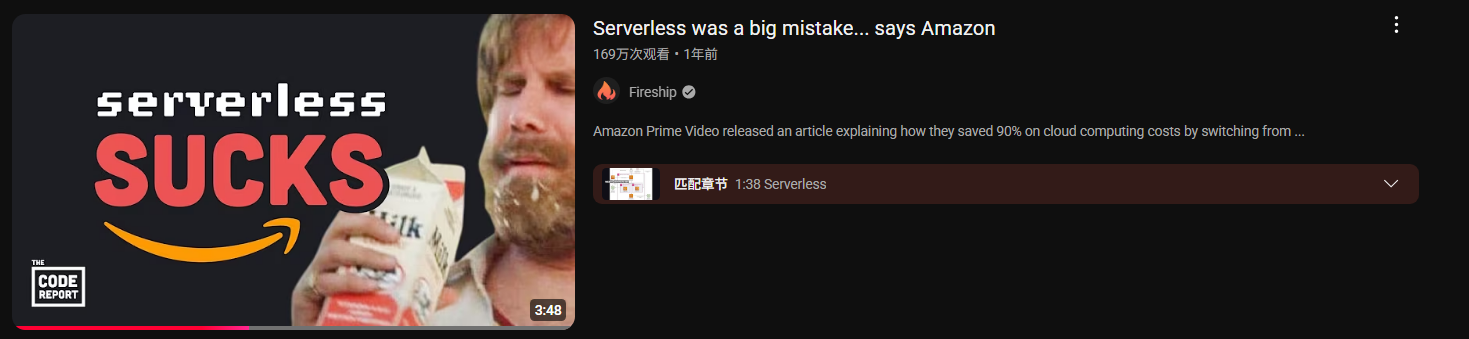 serverless
SUCKS
Milk
THE
CODE
REPORT
3:48
Serverless was a big mistake... says Amazon
169万次观看 • 1年前
Fireship
Amazon Prime Video released an article explaining how they saved 90% on cloud computing costs by switching from ...
匹配章节 1:38 Serverless